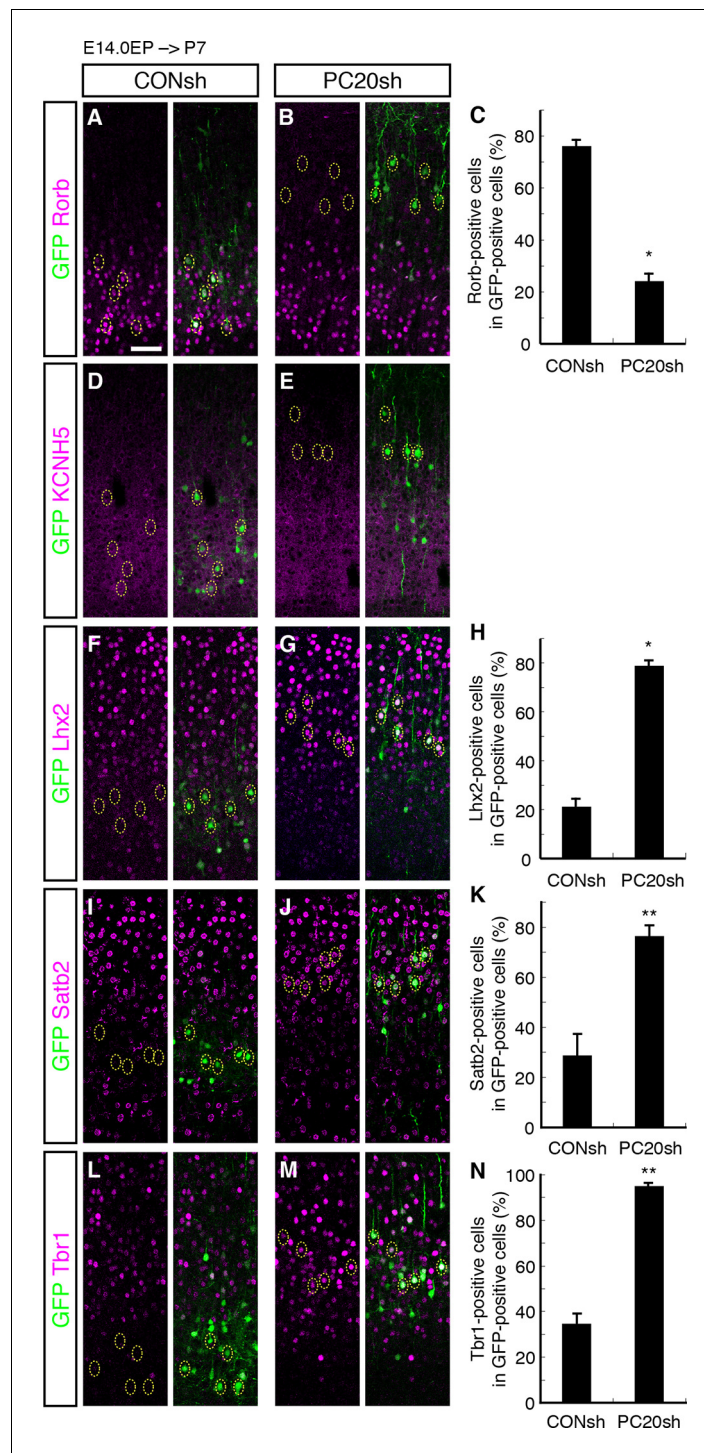 E14.0EP –> P7
CONsh
PC20sh
GFP Rorb
A
B
C
Rorb-positive cells
in GFP-positive cells (%)
80
60
40
20
0
*
CONsh
PC20sh
GFP KCNH5
D
E
GFP Lhx2
F
G
H
Lhx2-positive cells
in GFP-positive cells (%)
80
60
40
20
0
*
CONsh
PC20sh
GFP Satb2
I
J
K
Satb2-positive cells
in GFP-positive cells (%)
80
60
40
20
0
**
CONsh
PC20sh
GFP Tbr1
L
M
N
Tbr1-positive cells
in GFP-positive cells (%)
100
80
60
40
20
0
**
CONsh
PC20sh